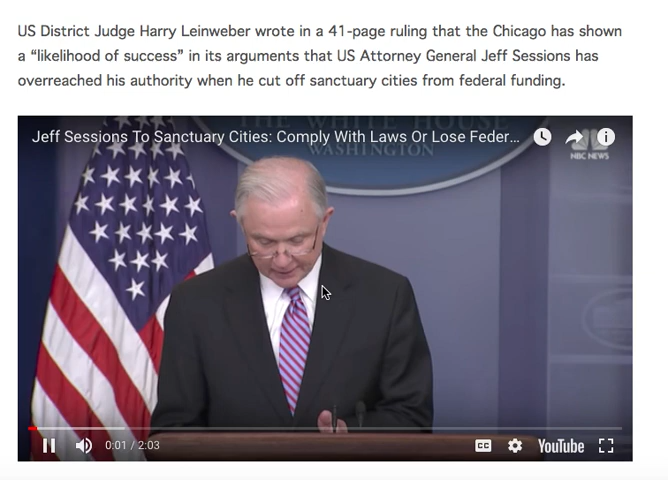 US District Judge Harry Leinweber wrote in a 41-page ruling that the Chicago has shown
a “likelihood of success” in its arguments that US Attorney General Jeff Sessions has
overreached his authority when he cut off sanctuary cities from federal funding.
THE WHITE HOUSE
Jeff Sessions To Sanctuary Cities: Comply With Laws Or Lose Feder...
WASHINGTON
NBC NEWS
0:01 / 2:03
CC
YouTube